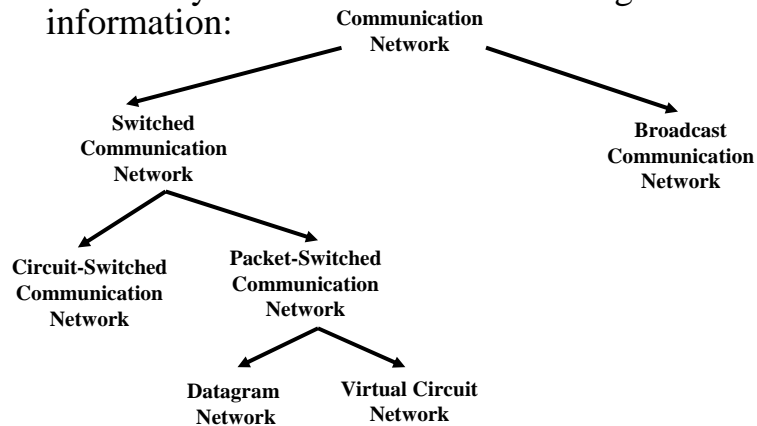 information:
Communication
Network
Switched
Communication
Network
Broadcast
Communication
Network
Circuit-Switched
Communication
Network
Packet-Switched
Communication
Network
Datagram
Network
Virtual Circuit
Network